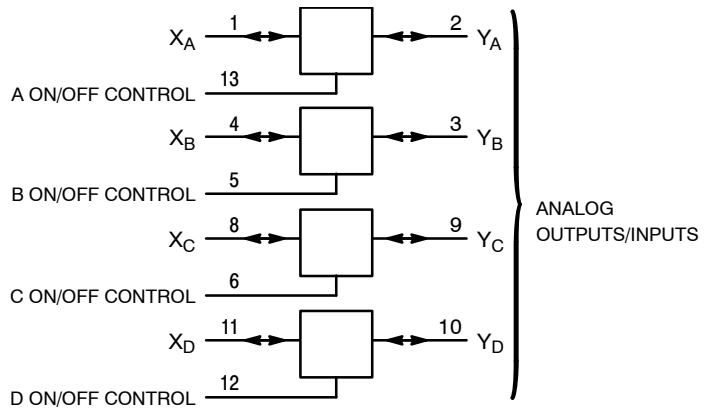 X_A 1 2 Y_A
A ON/OFF CONTROL 13
X_B 4 3 Y_B
B ON/OFF CONTROL 5
ANALOG
OUTPUTS/INPUTS
X_C 8 9 Y_C
C ON/OFF CONTROL 6
X_D 11 10 Y_D
D ON/OFF CONTROL 12